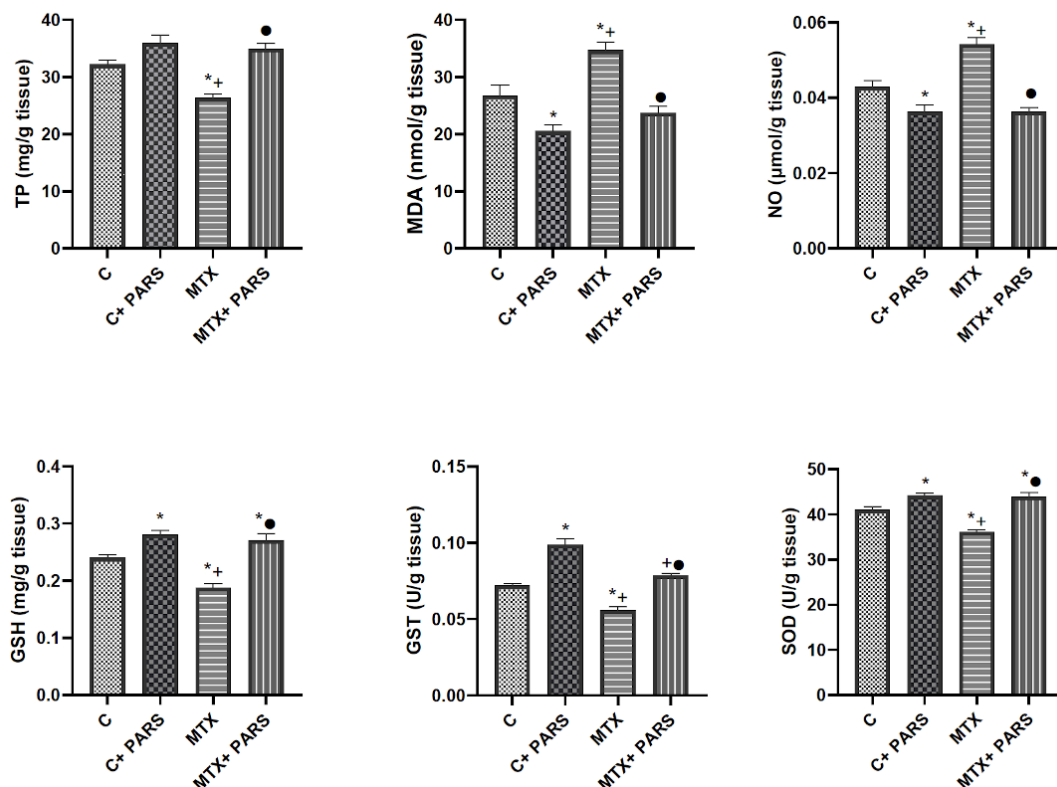 TP (mg/g tissue)
40
30
20
10
0
●
*+
C
C+ PARS
MTX
MTX+ PARS
MDA (nmol/g tissue)
40
30
20
10
0
*+
●
*
C
C+ PARS
MTX
MTX+ PARS
NO (µmol/g tissue)
0.06
0.04
0.02
0.00
*+
*
●
C
C+ PARS
MTX
MTX+ PARS
GSH (mg/g tissue)
0.4
0.3
0.2
0.1
0.0
*
*●
*+
C
C+ PARS
MTX
MTX+ PARS
GST (U/g tissue)
0.15
0.10
0.05
0.00
*
+●
*+
C
C+ PARS
MTX
MTX+ PARS
SOD (U/g tissue)
50
40
30
20
10
0
*
*●
*+
C
C+ PARS
MTX
MTX+ PARS